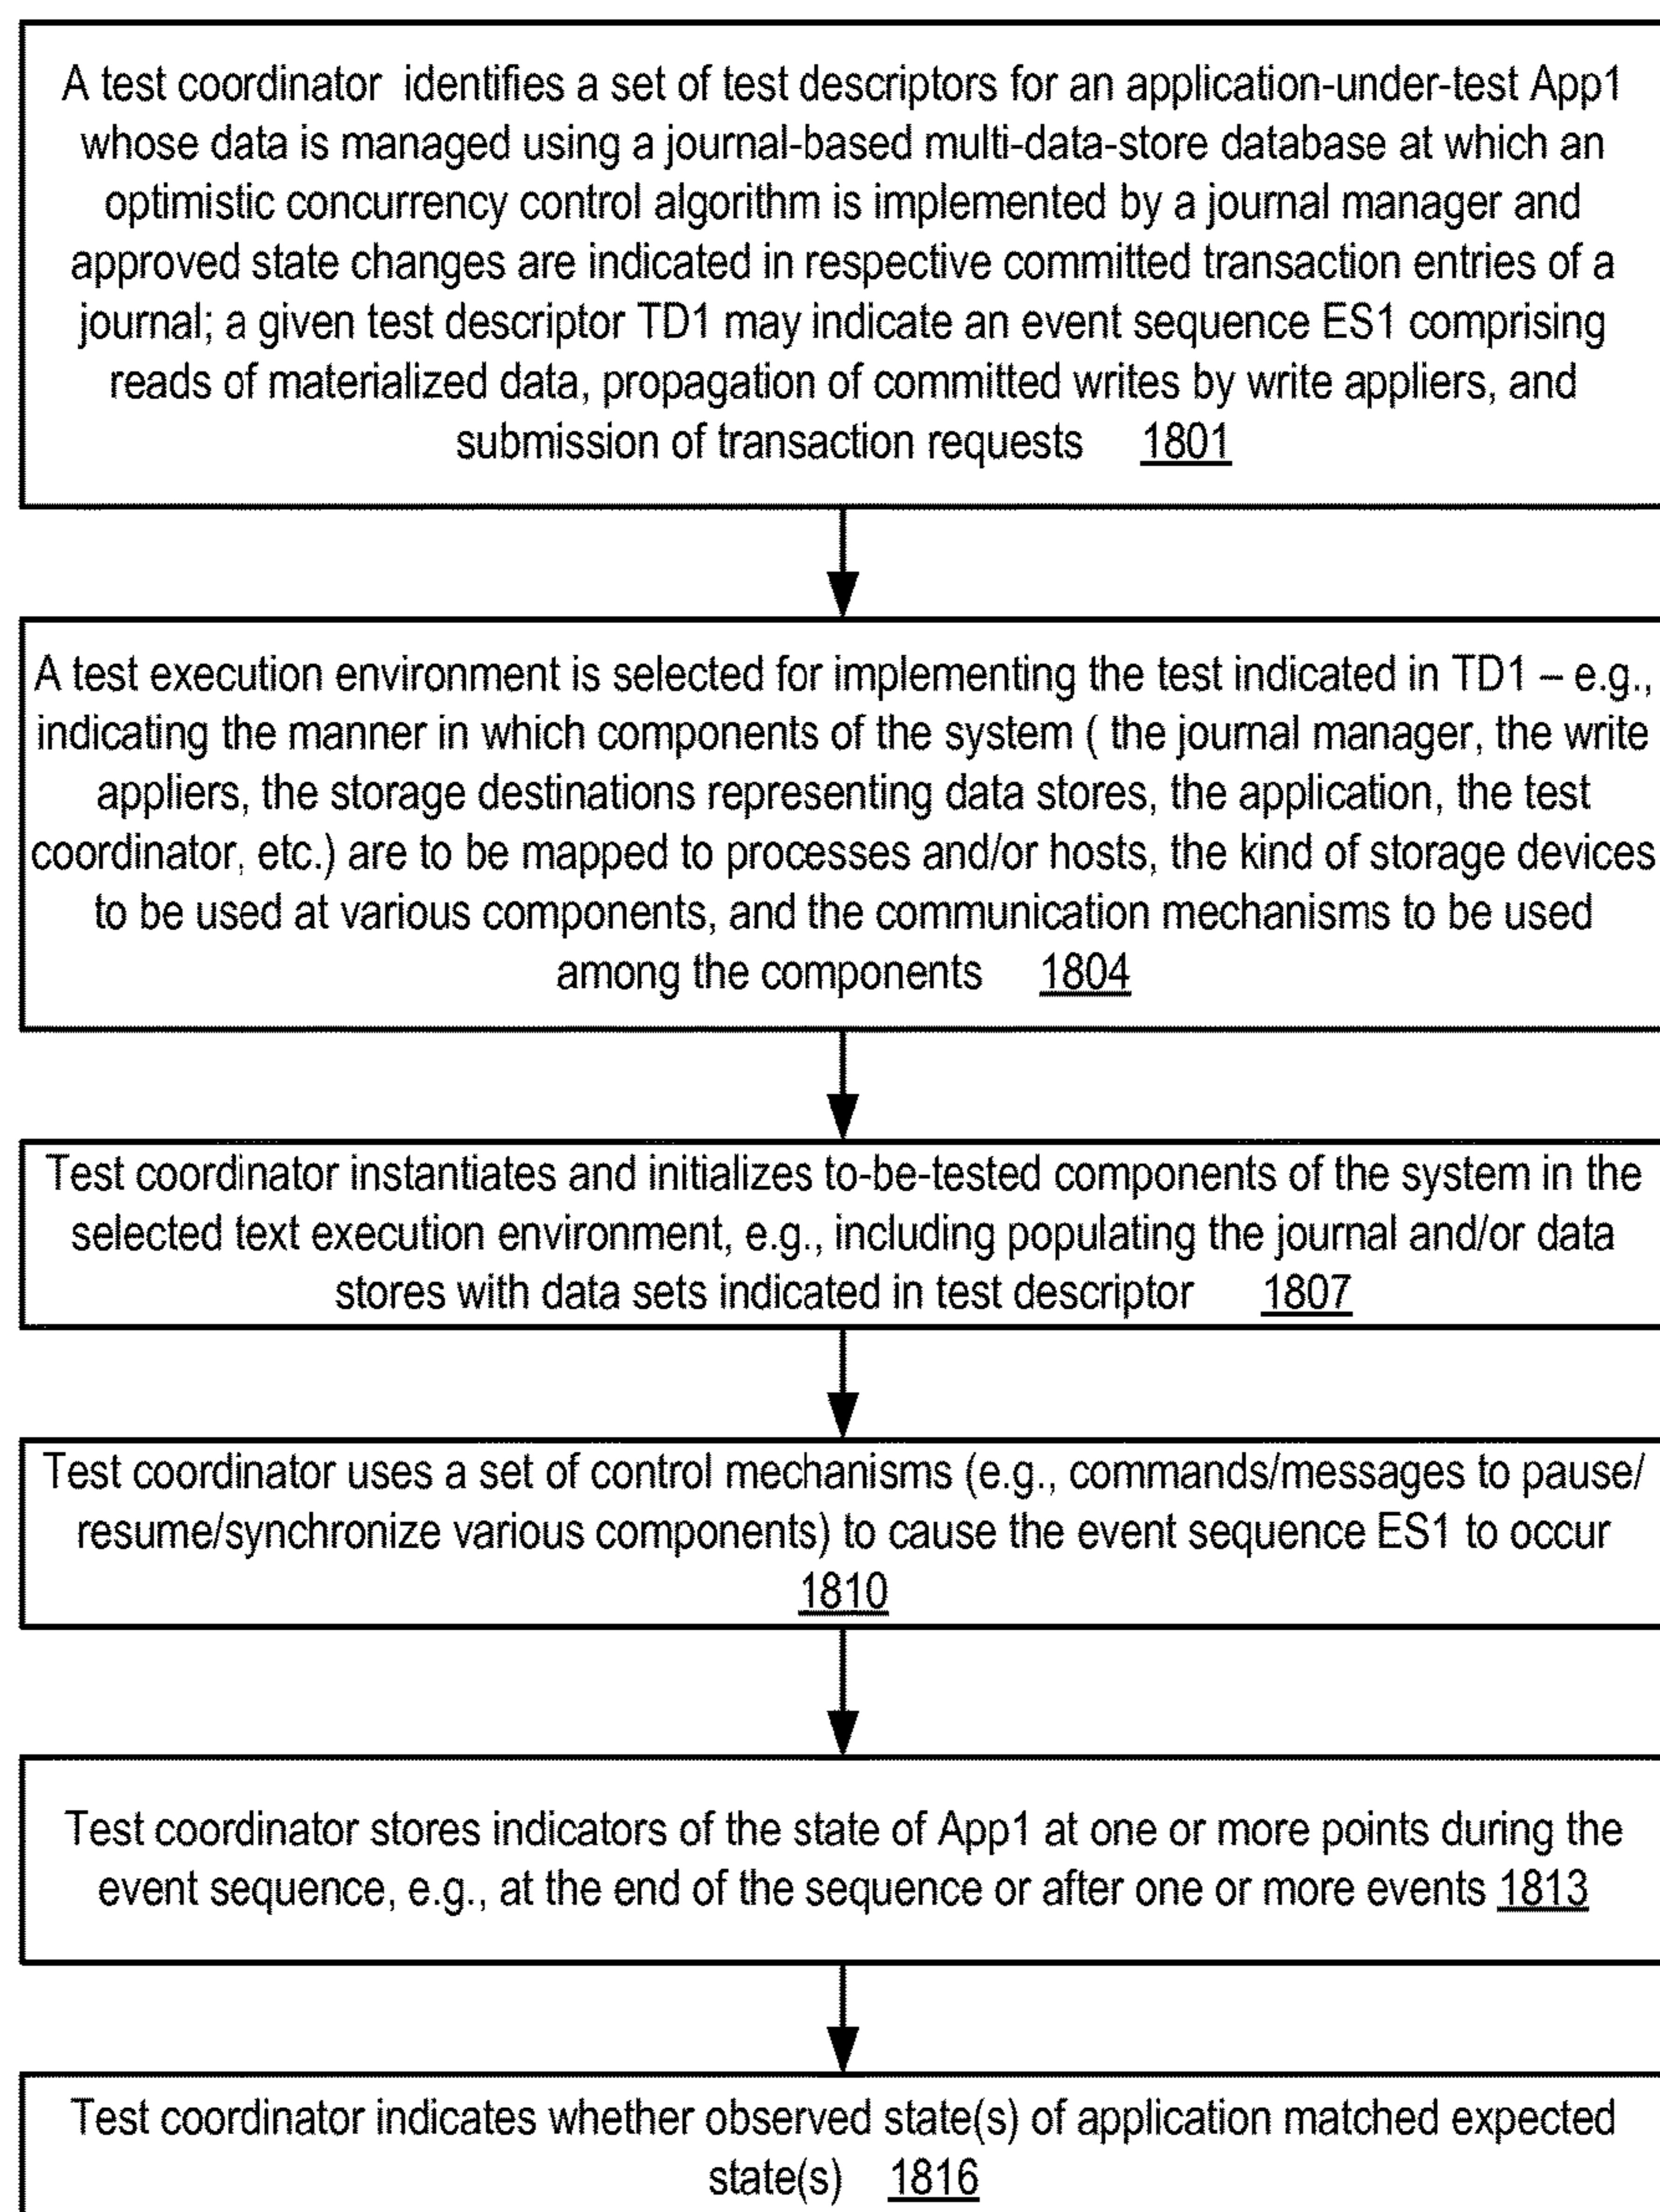 A test coordinator identifies a set of test descriptors for an application-under-test App1
whose data is managed using a journal-based multi-data-store database at which an
optimistic concurrency control algorithm is implemented by a journal manager and
approved state changes are indicated in respective committed transaction entries of a
journal; a given test descriptor TD1 may indicate an event sequence ES1 comprising
reads of materialized data, propagation of committed writes by write appliers, and
submission of transaction requests 1801
A test execution environment is selected for implementing the test indicated in TD1 – e.g.,
indicating the manner in which components of the system ( the journal manager, the write
appliers, the storage destinations representing data stores, the application, the test
coordinator, etc.) are to be mapped to processes and/or hosts, the kind of storage devices
to be used at various components, and the communication mechanisms to be used
among the components 1804
Test coordinator instantiates and initializes to-be-tested components of the system in the
selected text execution environment, e.g., including populating the journal and/or data
stores with data sets indicated in test descriptor 1807
Test coordinator uses a set of control mechanisms (e.g., commands/messages to pause/
resume/synchronize various components) to cause the event sequence ES1 to occur
1810
Test coordinator stores indicators of the state of App1 at one or more points during the
event sequence, e.g., at the end of the sequence or after one or more events 1813
Test coordinator indicates whether observed state(s) of application matched expected
state(s) 1816